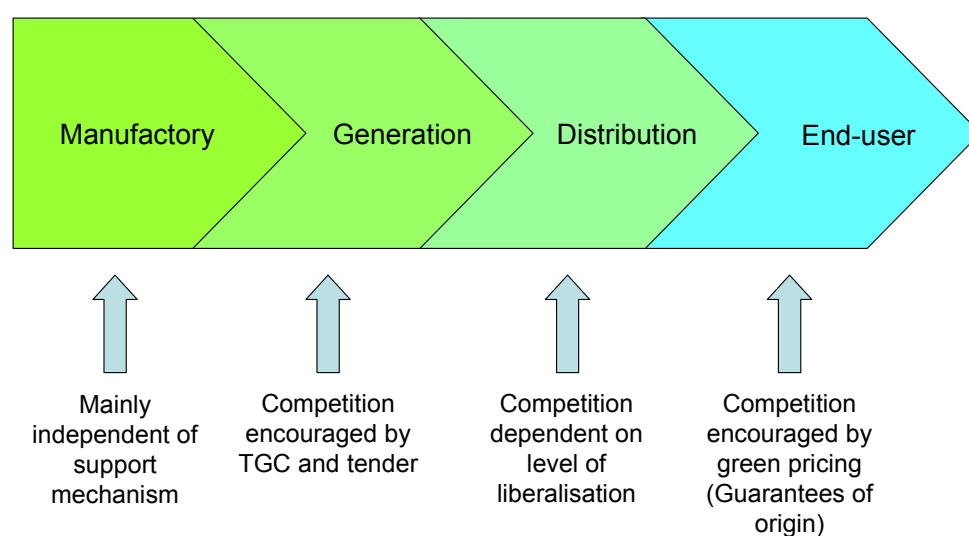 Manufactory
Generation
Distribution
End-user
Mainly
independent of
support
mechanism
Competition
encouraged by
TGC and tender
Competition
dependent on
level of
liberalisation
Competition
encouraged by
green pricing
(Guarantees of
origin)